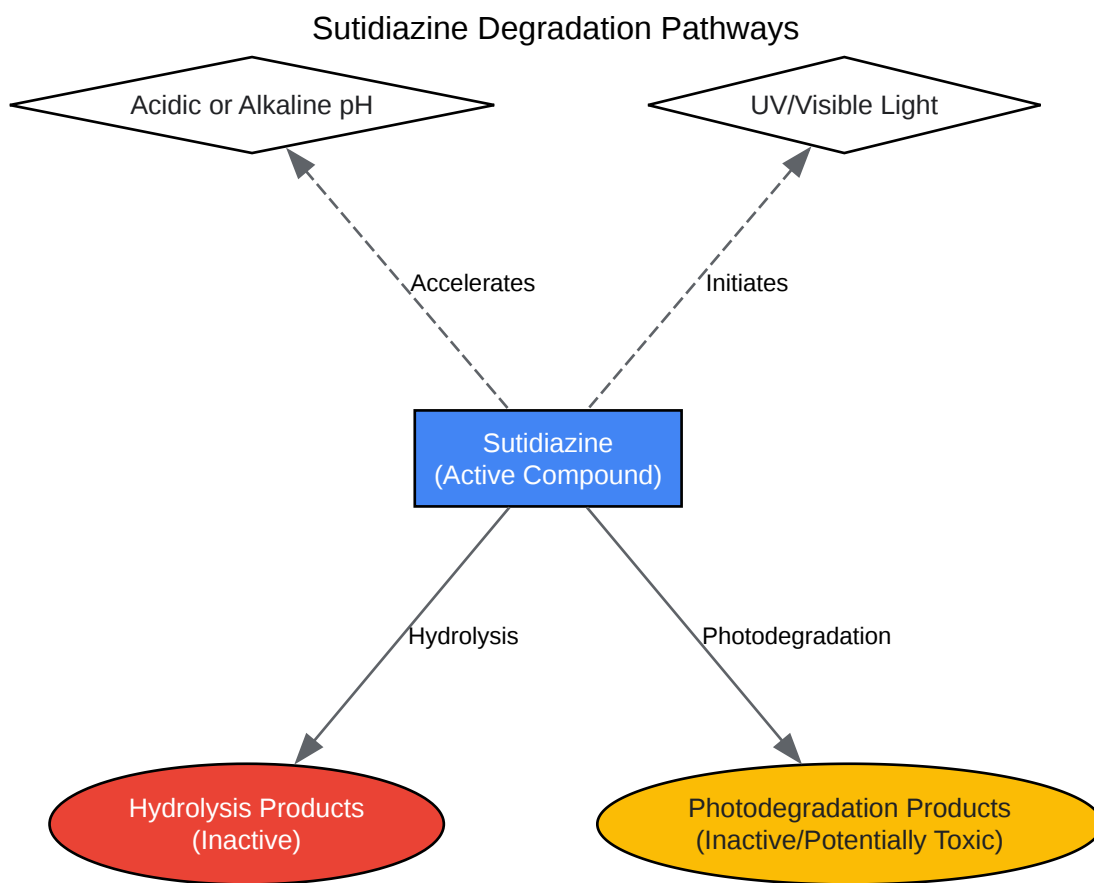 Sutidiazine Degradation Pathways
Acidic or Alkaline pH
UV/Visible Light
Accelerates
Initiates
Sutidiazine
(Active Compound)
Hydrolysis
Photodegradation
Hydrolysis Products
(Inactive)
Photodegradation Products
(Inactive/Potentially Toxic)